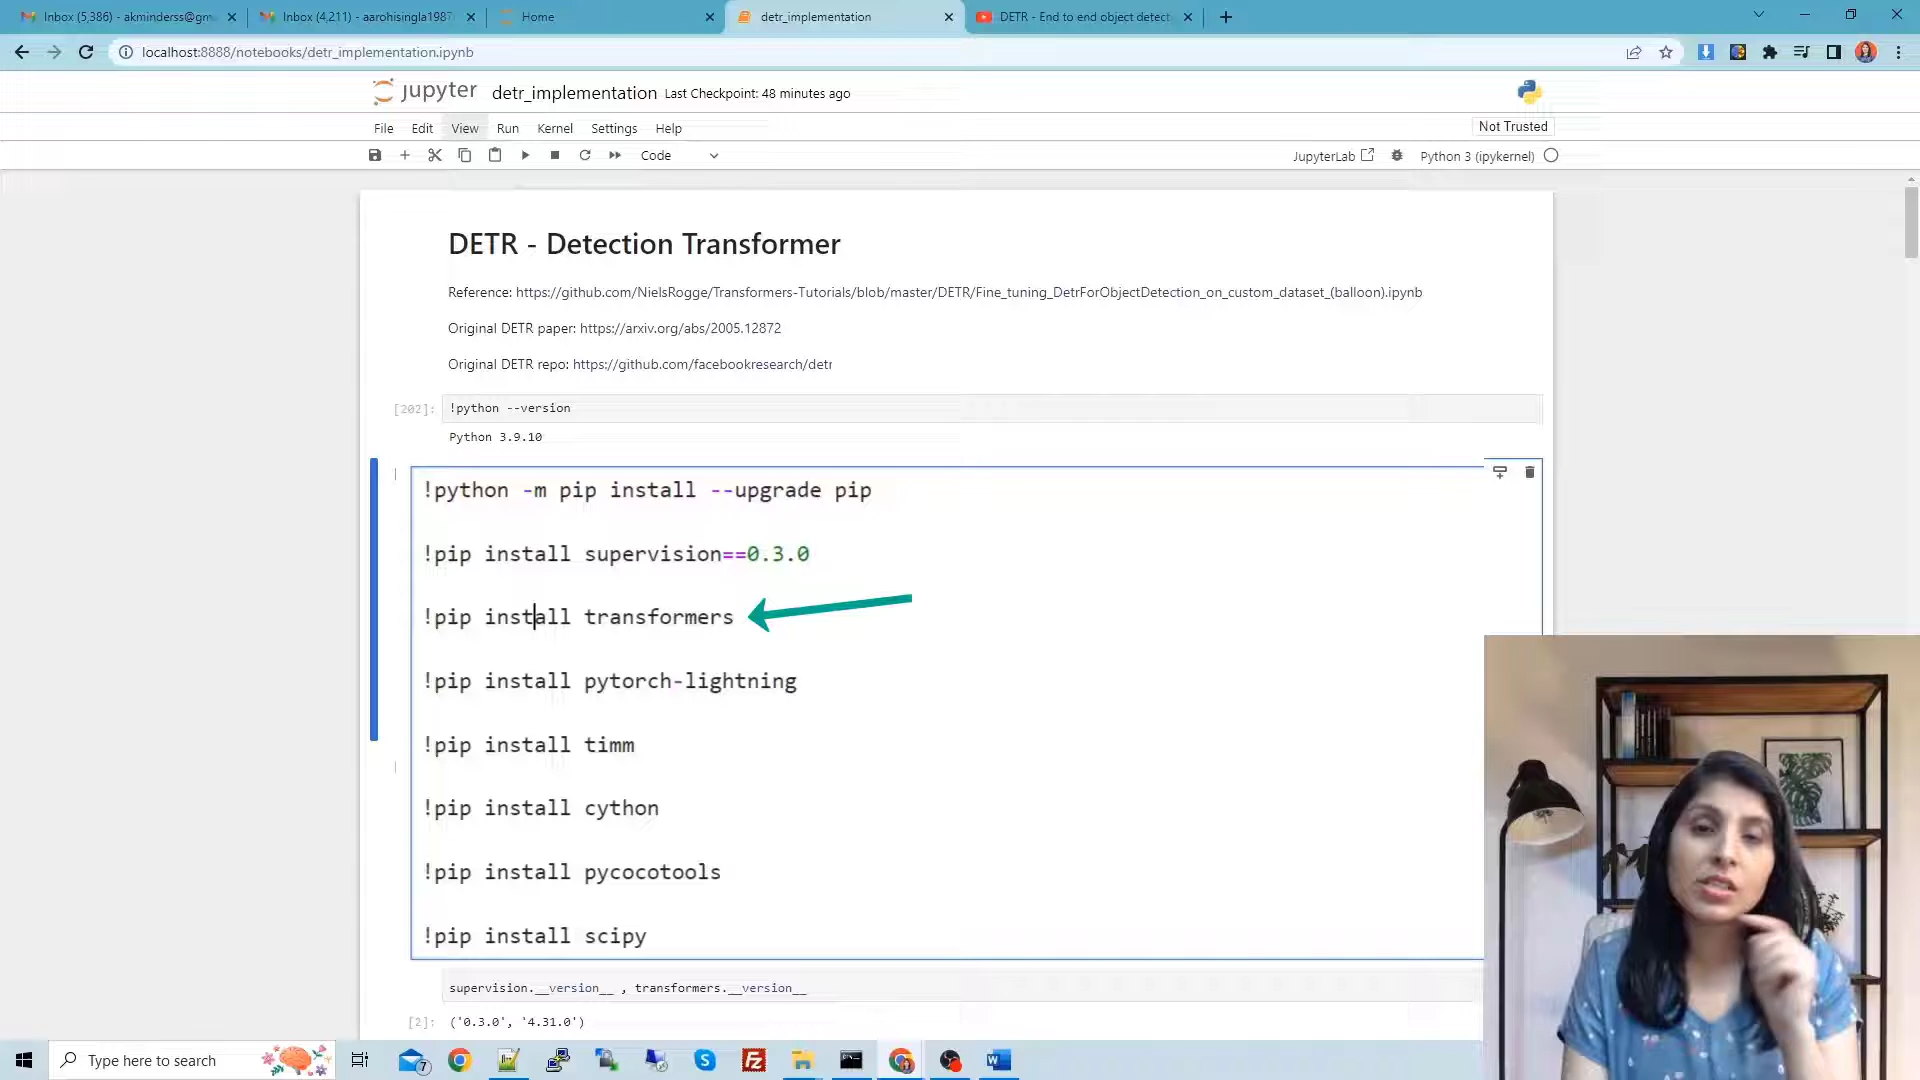 Inbox (5,386) - akminderss@gm
Inbox (4,211) - aarohisingla1987
Home
detr_implementation
DETR - End to end object detect
localhost:8888/notebooks/detr_implementation.ipynb
jupyter
detr_implementation
Last Checkpoint: 48 minutes ago
File
Edit
View
Run
Kernel
Settings
Help
Not Trusted
Code
JupyterLab
Python 3 (ipykernel)
DETR - Detection Transformer
Reference: https://github.com/NielsRogge/Transformers-Tutorials/blob/master/DETR/Fine_tuning_DetrForObjectDetection_on_custom_dataset_(balloon).ipynb
Original DETR paper: https://arxiv.org/abs/2005.12872
Original DETR repo: https://github.com/facebookresearch/detr
[202]:
!python --version
Python 3.9.10
!python -m pip install --upgrade pip
!pip install supervision==0.3.0
!pip install transformers
!pip install pytorch-lightning
!pip install timm
!pip install cython
!pip install pycocotools
!pip install scipy
supervision.__version__ , transformers.__version__
[2]:
('0.3.0', '4.31.0')
Type here to search
7